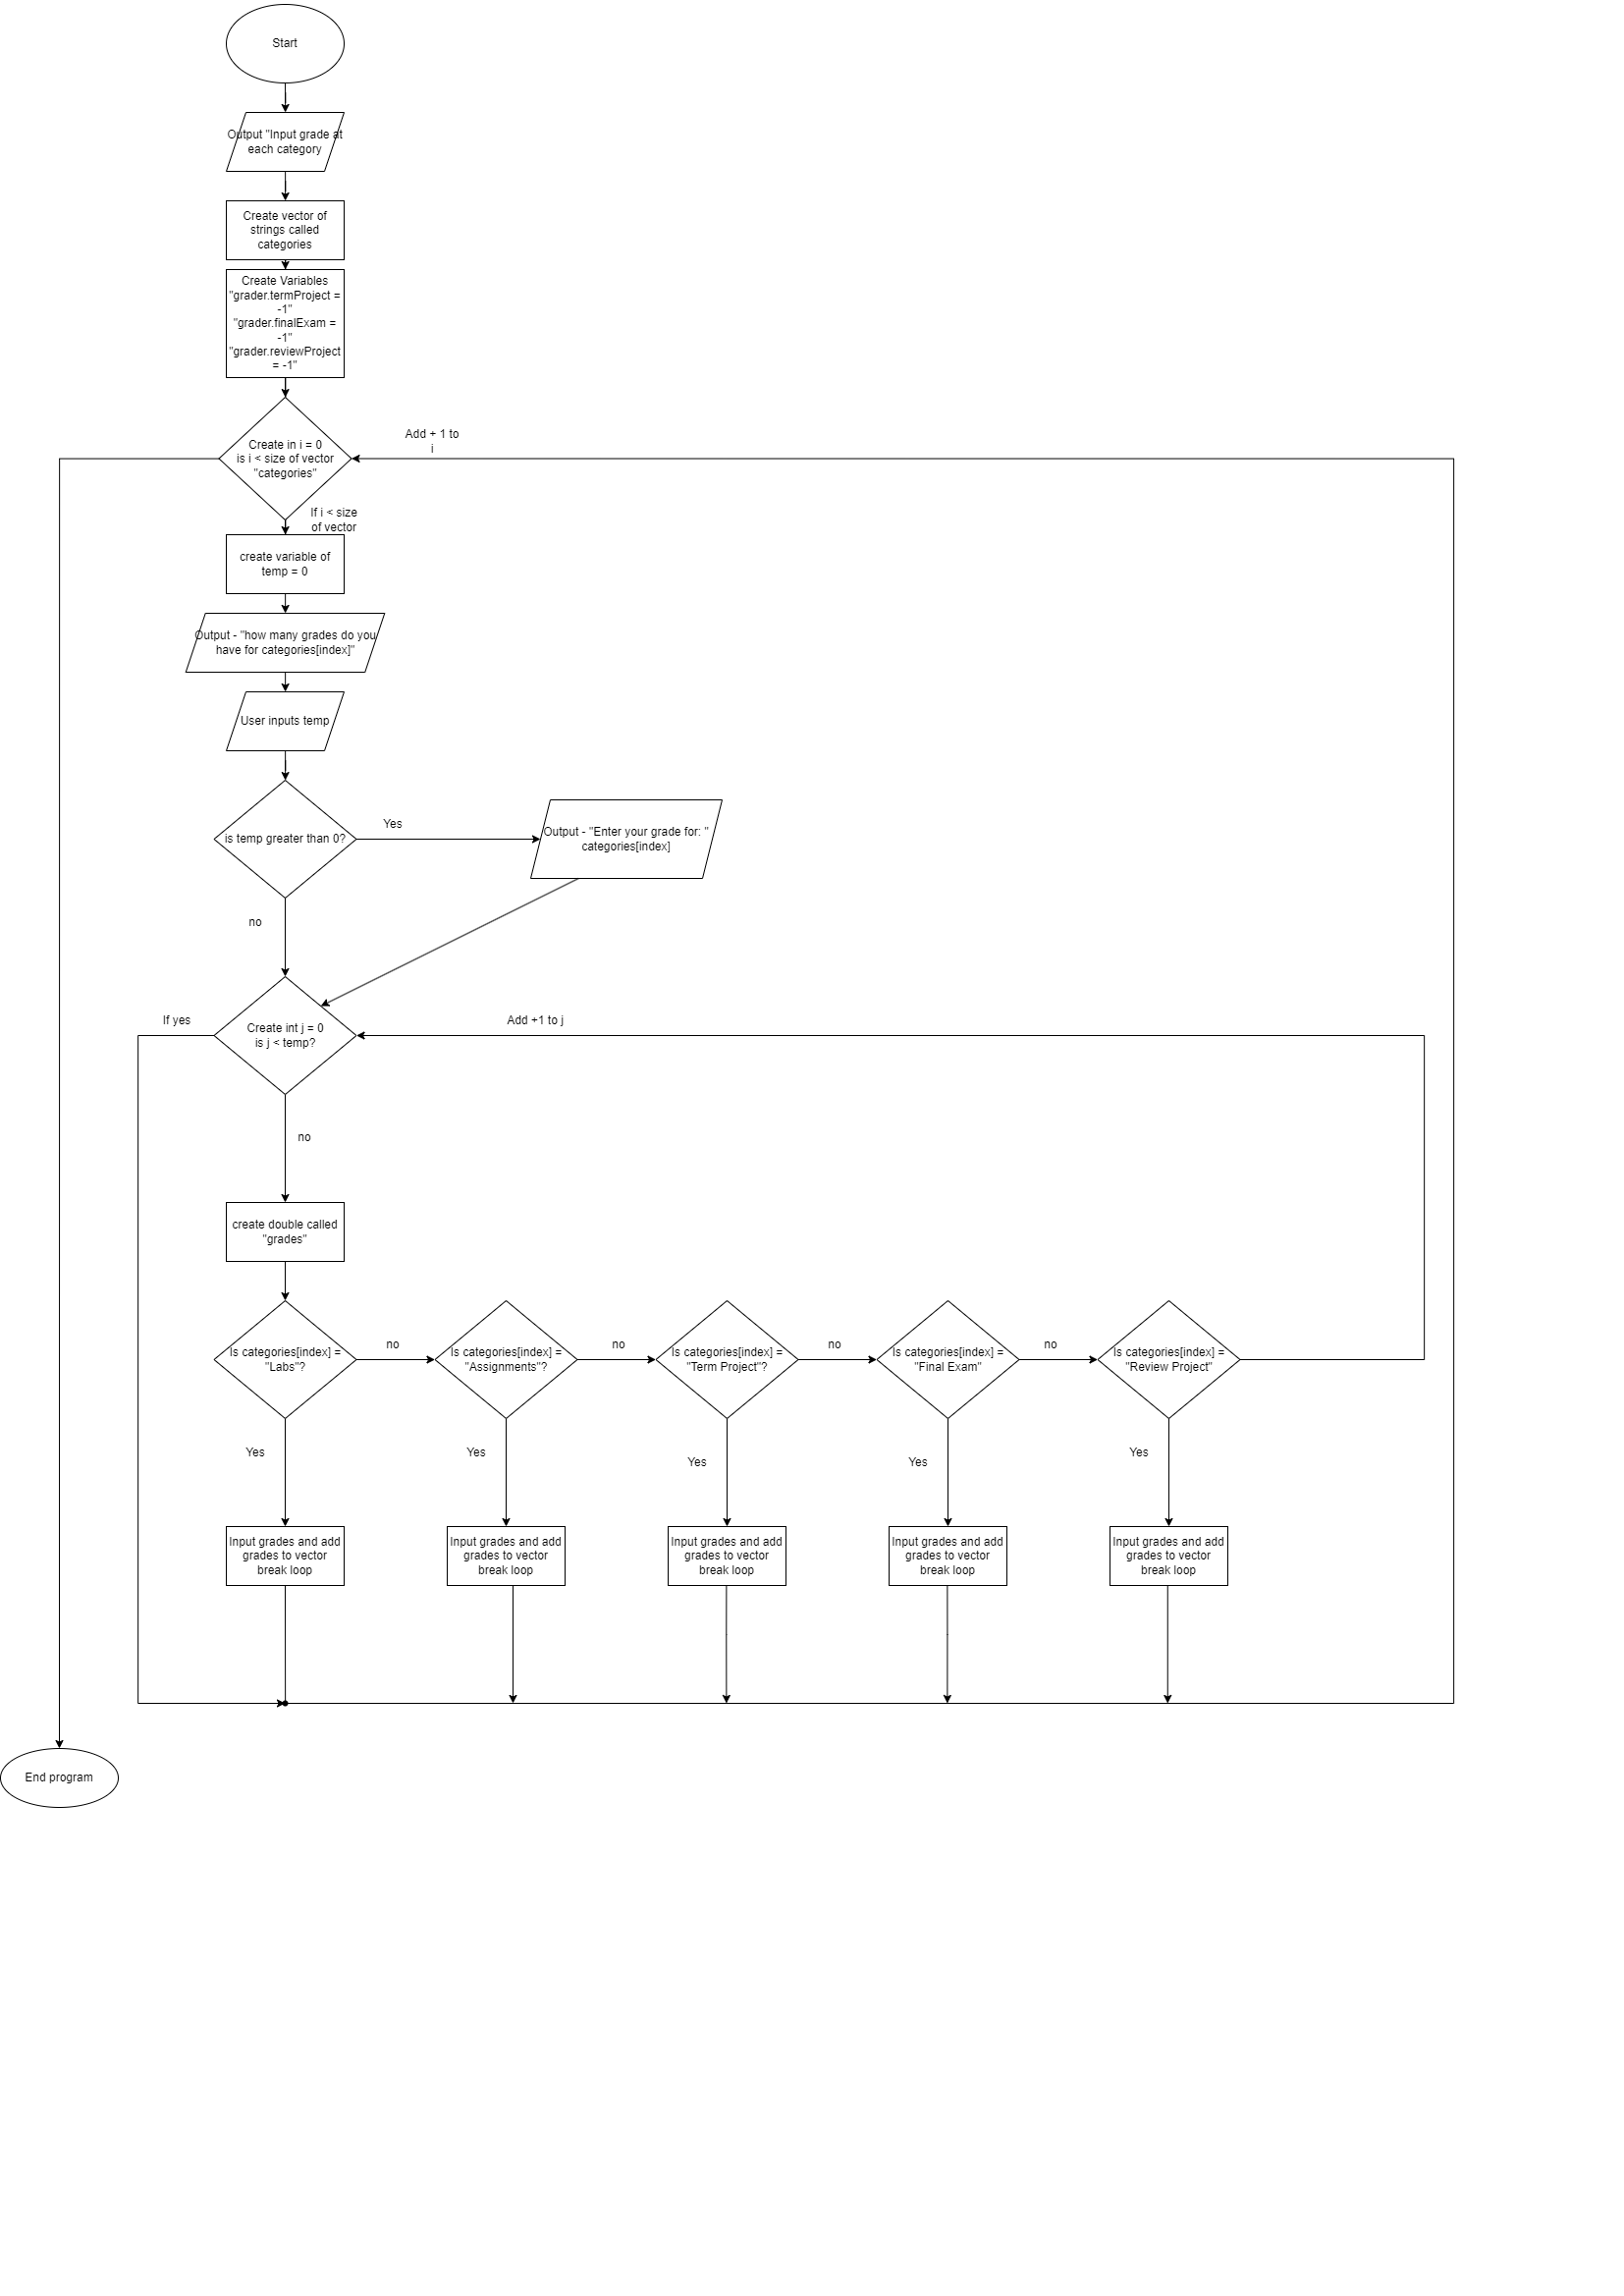 Start
Output "Input grade at
each category
Create vector of
strings called
categories
Create Variables
"grader.termProject =
-1"
"grader.finalExam =
-1"
"grader.reviewProject
= -1"
Create in i = 0
is i < size of vector
"categories"
Add + 1 to
i
If i < size
of vector
create variable of
temp = 0
Output - "how many grades do you
have for categories[index]"
User inputs temp
is temp greater than 0?
Yes
Output - "Enter your grade for: "
categories[index]
no
If yes
Create int j = 0
is j < temp?
Add +1 to j
no
create double called
"grades"
Is categories[index] =
"Labs"?
no
Is categories[index] =
"Assignments"?
no
Is categories[index] =
"Term Project"?
no
Is categories[index] =
"Final Exam"
no
Is categories[index] =
"Review Project"
Yes
Yes
Yes
Yes
Yes
Input grades and add
grades to vector
break loop
Input grades and add
grades to vector
break loop
Input grades and add
grades to vector
break loop
Input grades and add
grades to vector
break loop
Input grades and add
grades to vector
break loop
End program